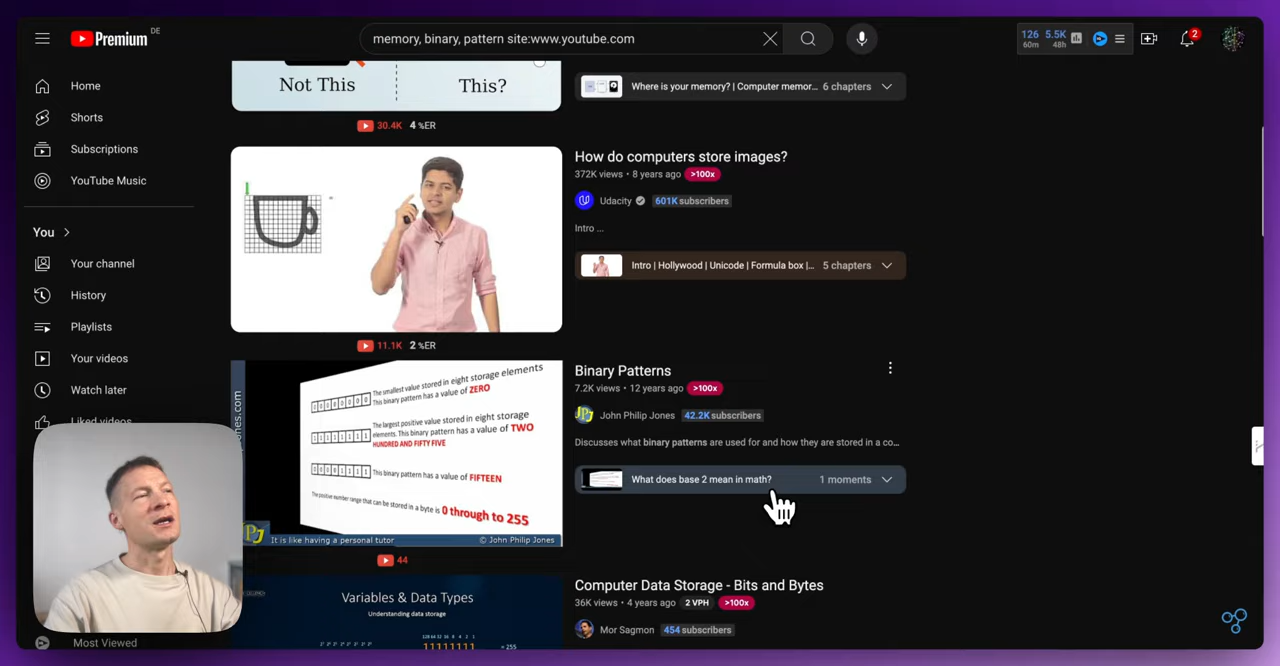 Premium DE
memory, binary, pattern site:www.youtube.com
126 5.5K
60m 48h
2
Home
Shorts
Subscriptions
YouTube Music
You
Your channel
History
Playlists
Your videos
Watch later
Liked videos
Most Viewed
Not This
This?
30.4K 4 %ER
Where is your memory? | Computer memor... 6 chapters
How do computers store images?
372K views • 8 years ago >100x
Udacity 601K subscribers
Intro ...
Intro | Hollywood | Unicode | Formula box |... 5 chapters
11.1K 2 %ER
The smallest value stored in eight storage elements
This binary pattern has a value of ZERO
The largest positive value stored in eight storage
elements. This binary pattern has a value of TWO
HUNDRED AND FIFTY FIVE
This binary pattern has a value of FIFTEEN
The positive number range that can be stored in a byte is 0 through to 255
It is like having a personal tutor © John Philip Jones
44
Binary Patterns
7.2K views • 12 years ago >100x
John Philip Jones 42.2K subscribers
Discusses what binary patterns are used for and how they are stored in a co...
What does base 2 mean in math? 1 moments
Variables & Data Types
Understanding data storage
128 64 32 16 8 4 2 1
11111111 = 255
Computer Data Storage - Bits and Bytes
36K views • 4 years ago 2 VPH >100x
Mor Sagmon 454 subscribers